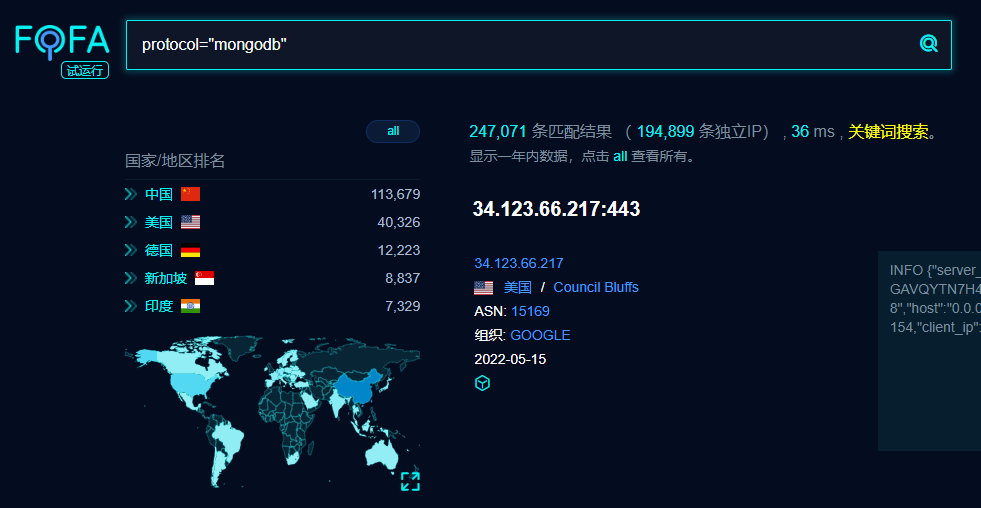 FOFA
试运行
protocol="mongodb"
all
国家/地区排名
中国 113,679
美国 40,326
德国 12,223
新加坡 8,837
印度 7,329
247,071 条匹配结果 （ 194,899 条独立IP） , 36 ms , 关键词搜索。
显示一年内数据，点击 all 查看所有。
34.123.66.217:443
34.123.66.217
美国 / Council Bluffs
ASN: 15169
组织: GOOGLE
2022-05-15
INFO {"server_
GAVQYTN7H4
8","host":"0.0.0
154,"client_ip":